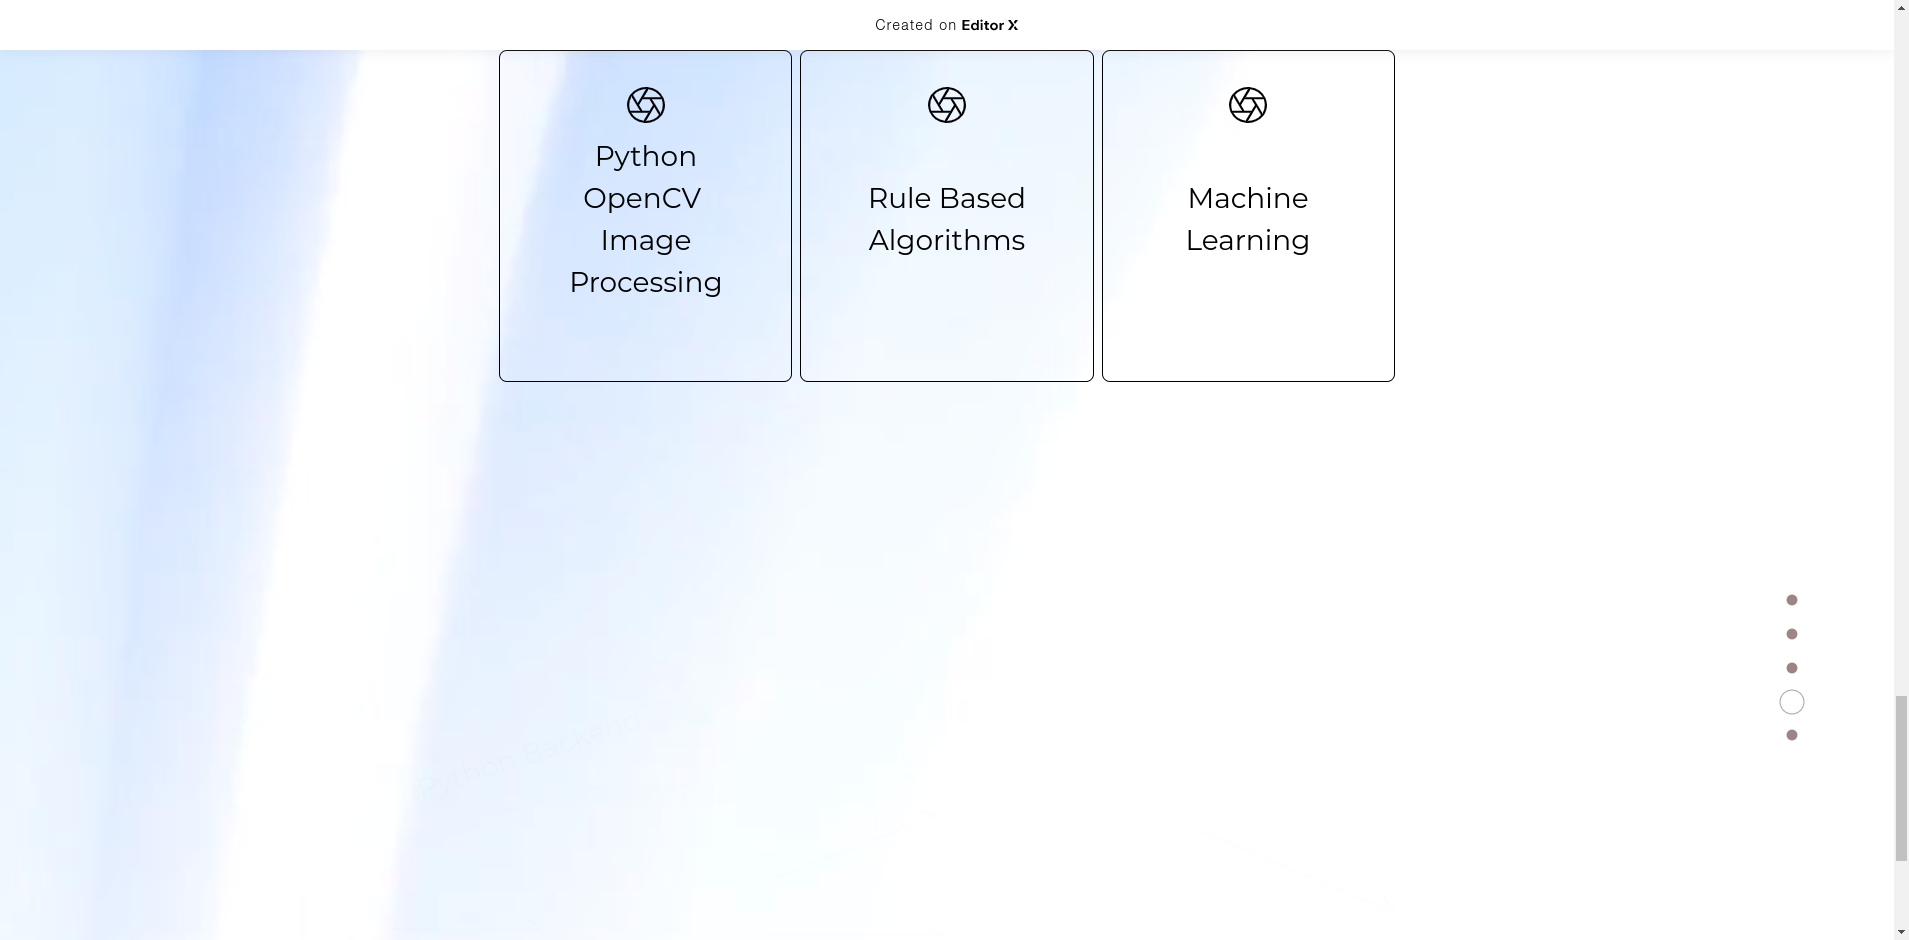 Created on Editor X
Python
OpenCV
Image
Processing
Rule Based
Algorithms
Machine
Learning
Python Backend